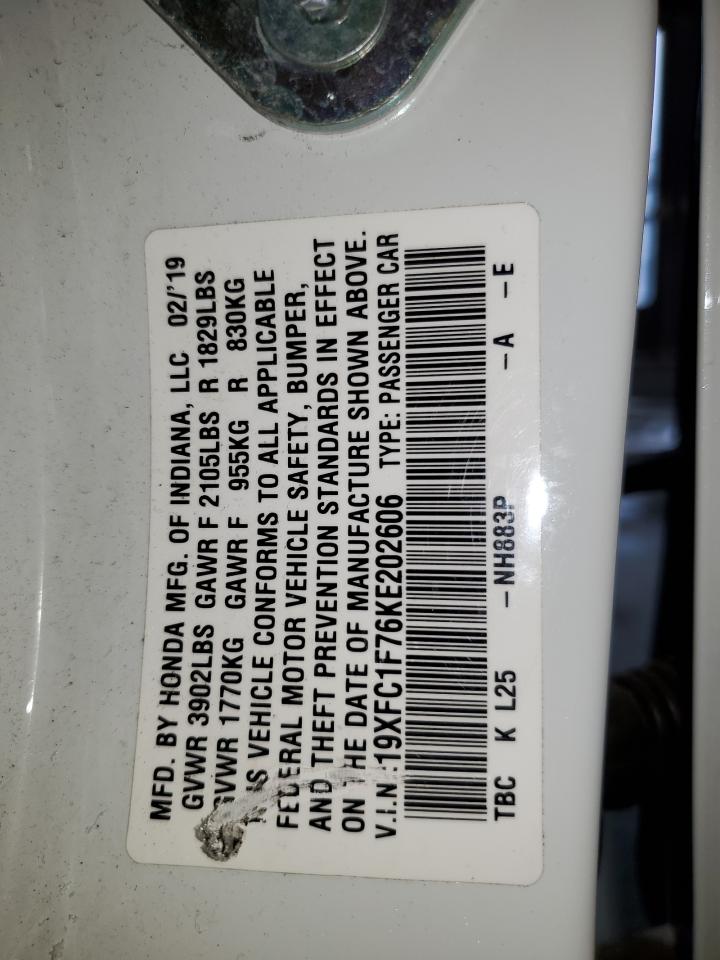 MFD. BY HONDA MFG. OF INDIANA, LLC 02/'19
GVWR 3902LBS GAWR F 2105LBS R 1829LBS
GVWR 1770KG GAWR F 955KG R 830KG
THIS VEHICLE CONFORMS TO ALL APPLICABLE
FEDERAL MOTOR VEHICLE SAFETY, BUMPER,
AND THEFT PREVENTION STANDARDS IN EFFECT
ON THE DATE OF MANUFACTURE SHOWN ABOVE.
V.I.N.:19XFC1F76KE202606 TYPE: PASSENGER CAR
TBC K L25 -NH883P -A -E